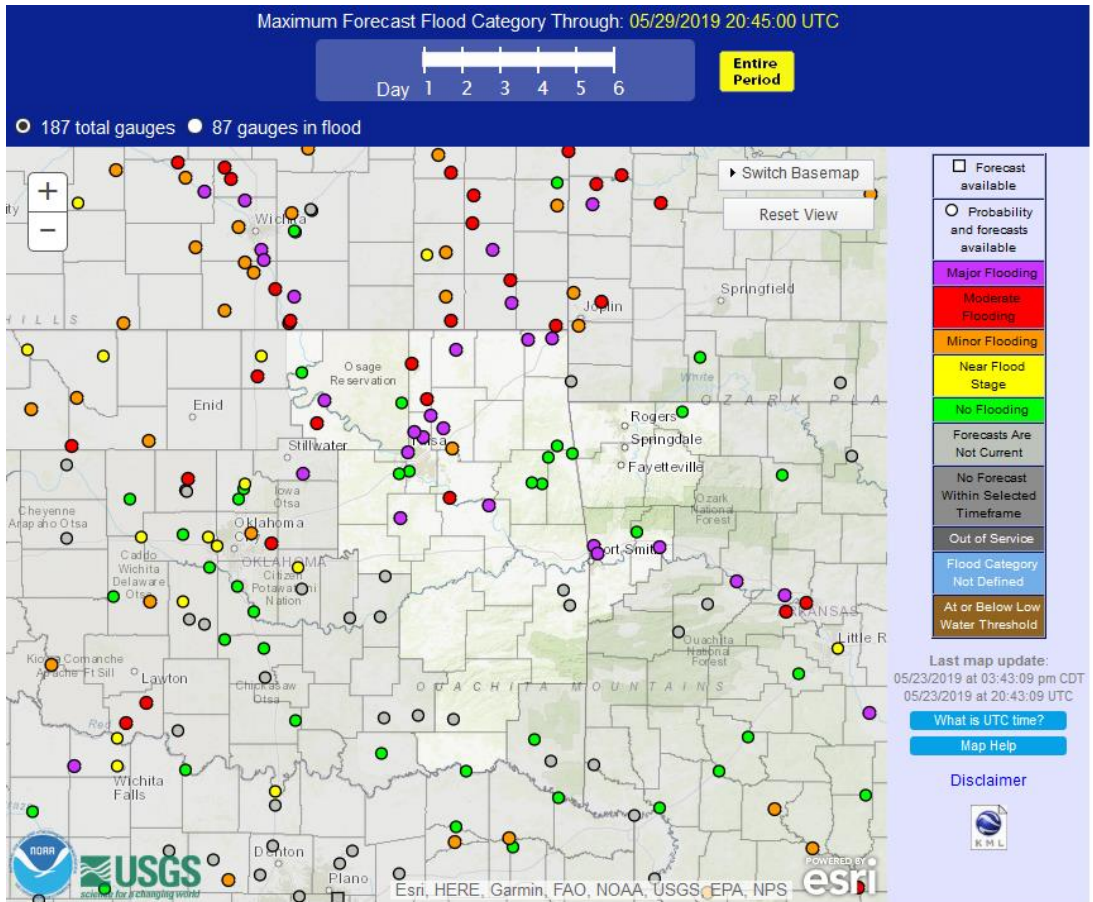 Maximum Forecast Flood Category Through: 05/29/2019 20:45:00 UTC
Day 1 2 3 4 5 6
Entire
Period
187 total gauges 87 gauges in flood
+
−
Switch Basemap
Reset View
Wichita
Springfield
Joplin
HILLS
Osage
Reservation
White
OZARK PLA
Enid
Rogers
Springdale
Stillwater
Tulsa
Fayetteville
Iowa
Otsa
Ozark
National
Forest
Cheyenne
Arapaho Otsa
Oklahoma
City
Fort Smith
Caddo
Wichita
Delaware
Otsa
OKLAHOMA
Citizen
Potawatomi
Nation
ARKANSAS
Little R
Ouachita
National
Forest
Kiowa Comanche
Apache Ft Sill
Lawton
Chickasaw
Otsa
OUACHITA MOUNTAINS
Red
Wichita
Falls
Denton
Plano
NOAA
USGS
science for a changing world
Esri, HERE, Garmin, FAO, NOAA, USGS, EPA, NPS
POWERED BY
esri
Forecast
available
Probability
and forecasts
available
Major Flooding
Moderate
Flooding
Minor Flooding
Near Flood
Stage
No Flooding
Forecasts Are
Not Current
No Forecast
Within Selected
Timeframe
Out of Service
Flood Category
Not Defined
At or Below Low
Water Threshold
Last map update:
05/23/2019 at 03:43:09 pm CDT
05/23/2019 at 20:43:09 UTC
What is UTC time?
Map Help
Disclaimer
KML